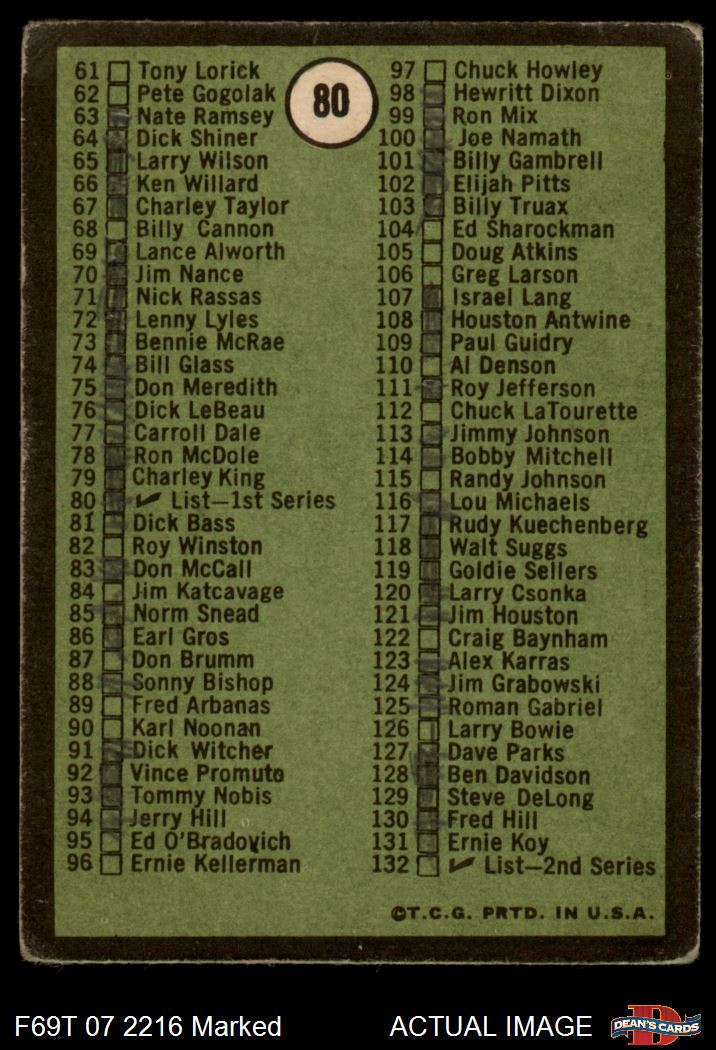 80
61 Tony Lorick
62 Pete Gogolak
63 Nate Ramsey
64 Dick Shiner
65 Larry Wilson
66 Ken Willard
67 Charley Taylor
68 Billy Cannon
69 Lance Alworth
70 Jim Nance
71 Nick Rassas
72 Lenny Lyles
73 Bennie McRae
74 Bill Glass
75 Don Meredith
76 Dick LeBeau
77 Carroll Dale
78 Ron McDole
79 Charley King
80 ✔ List—1st Series
81 Dick Bass
82 Roy Winston
83 Don McCall
84 Jim Katcavage
85 Norm Snead
86 Earl Gros
87 Don Brumm
88 Sonny Bishop
89 Fred Arbanas
90 Karl Noonan
91 Dick Witcher
92 Vince Promuto
93 Tommy Nobis
94 Jerry Hill
95 Ed O'Bradovich
96 Ernie Kellerman
97 Chuck Howley
98 Hewritt Dixon
99 Ron Mix
100 Joe Namath
101 Billy Gambrell
102 Elijah Pitts
103 Billy Truax
104 Ed Sharockman
105 Doug Atkins
106 Greg Larson
107 Israel Lang
108 Houston Antwine
109 Paul Guidry
110 Al Denson
111 Roy Jefferson
112 Chuck LaTourette
113 Jimmy Johnson
114 Bobby Mitchell
115 Randy Johnson
116 Lou Michaels
117 Rudy Kuechenberg
118 Walt Suggs
119 Goldie Sellers
120 Larry Csonka
121 Jim Houston
122 Craig Baynham
123 Alex Karras
124 Jim Grabowski
125 Roman Gabriel
126 Larry Bowie
127 Dave Parks
128 Ben Davidson
129 Steve DeLong
130 Fred Hill
131 Ernie Koy
132 ✔ List—2nd Series
©T.C.G. PRTD. IN U.S.A.
F69T 07 2216 Marked
ACTUAL IMAGE
DEAN'S CARDS